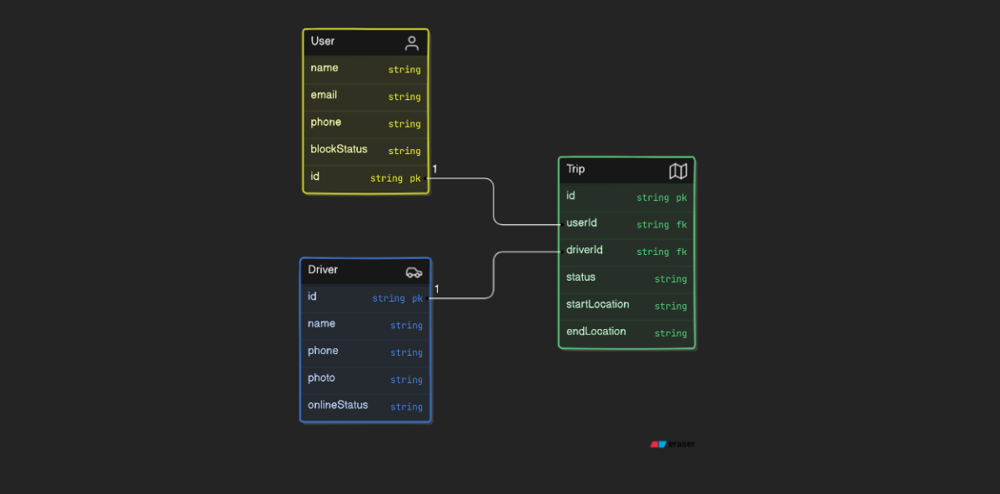 User
name string
email string
phone string
blockStatus string
id string pk
1
Trip
id string pk
userId string fk
driverId string fk
status string
startLocation string
endLocation string
Driver
1
id string pk
name string
phone string
photo string
onlineStatus string
eraser